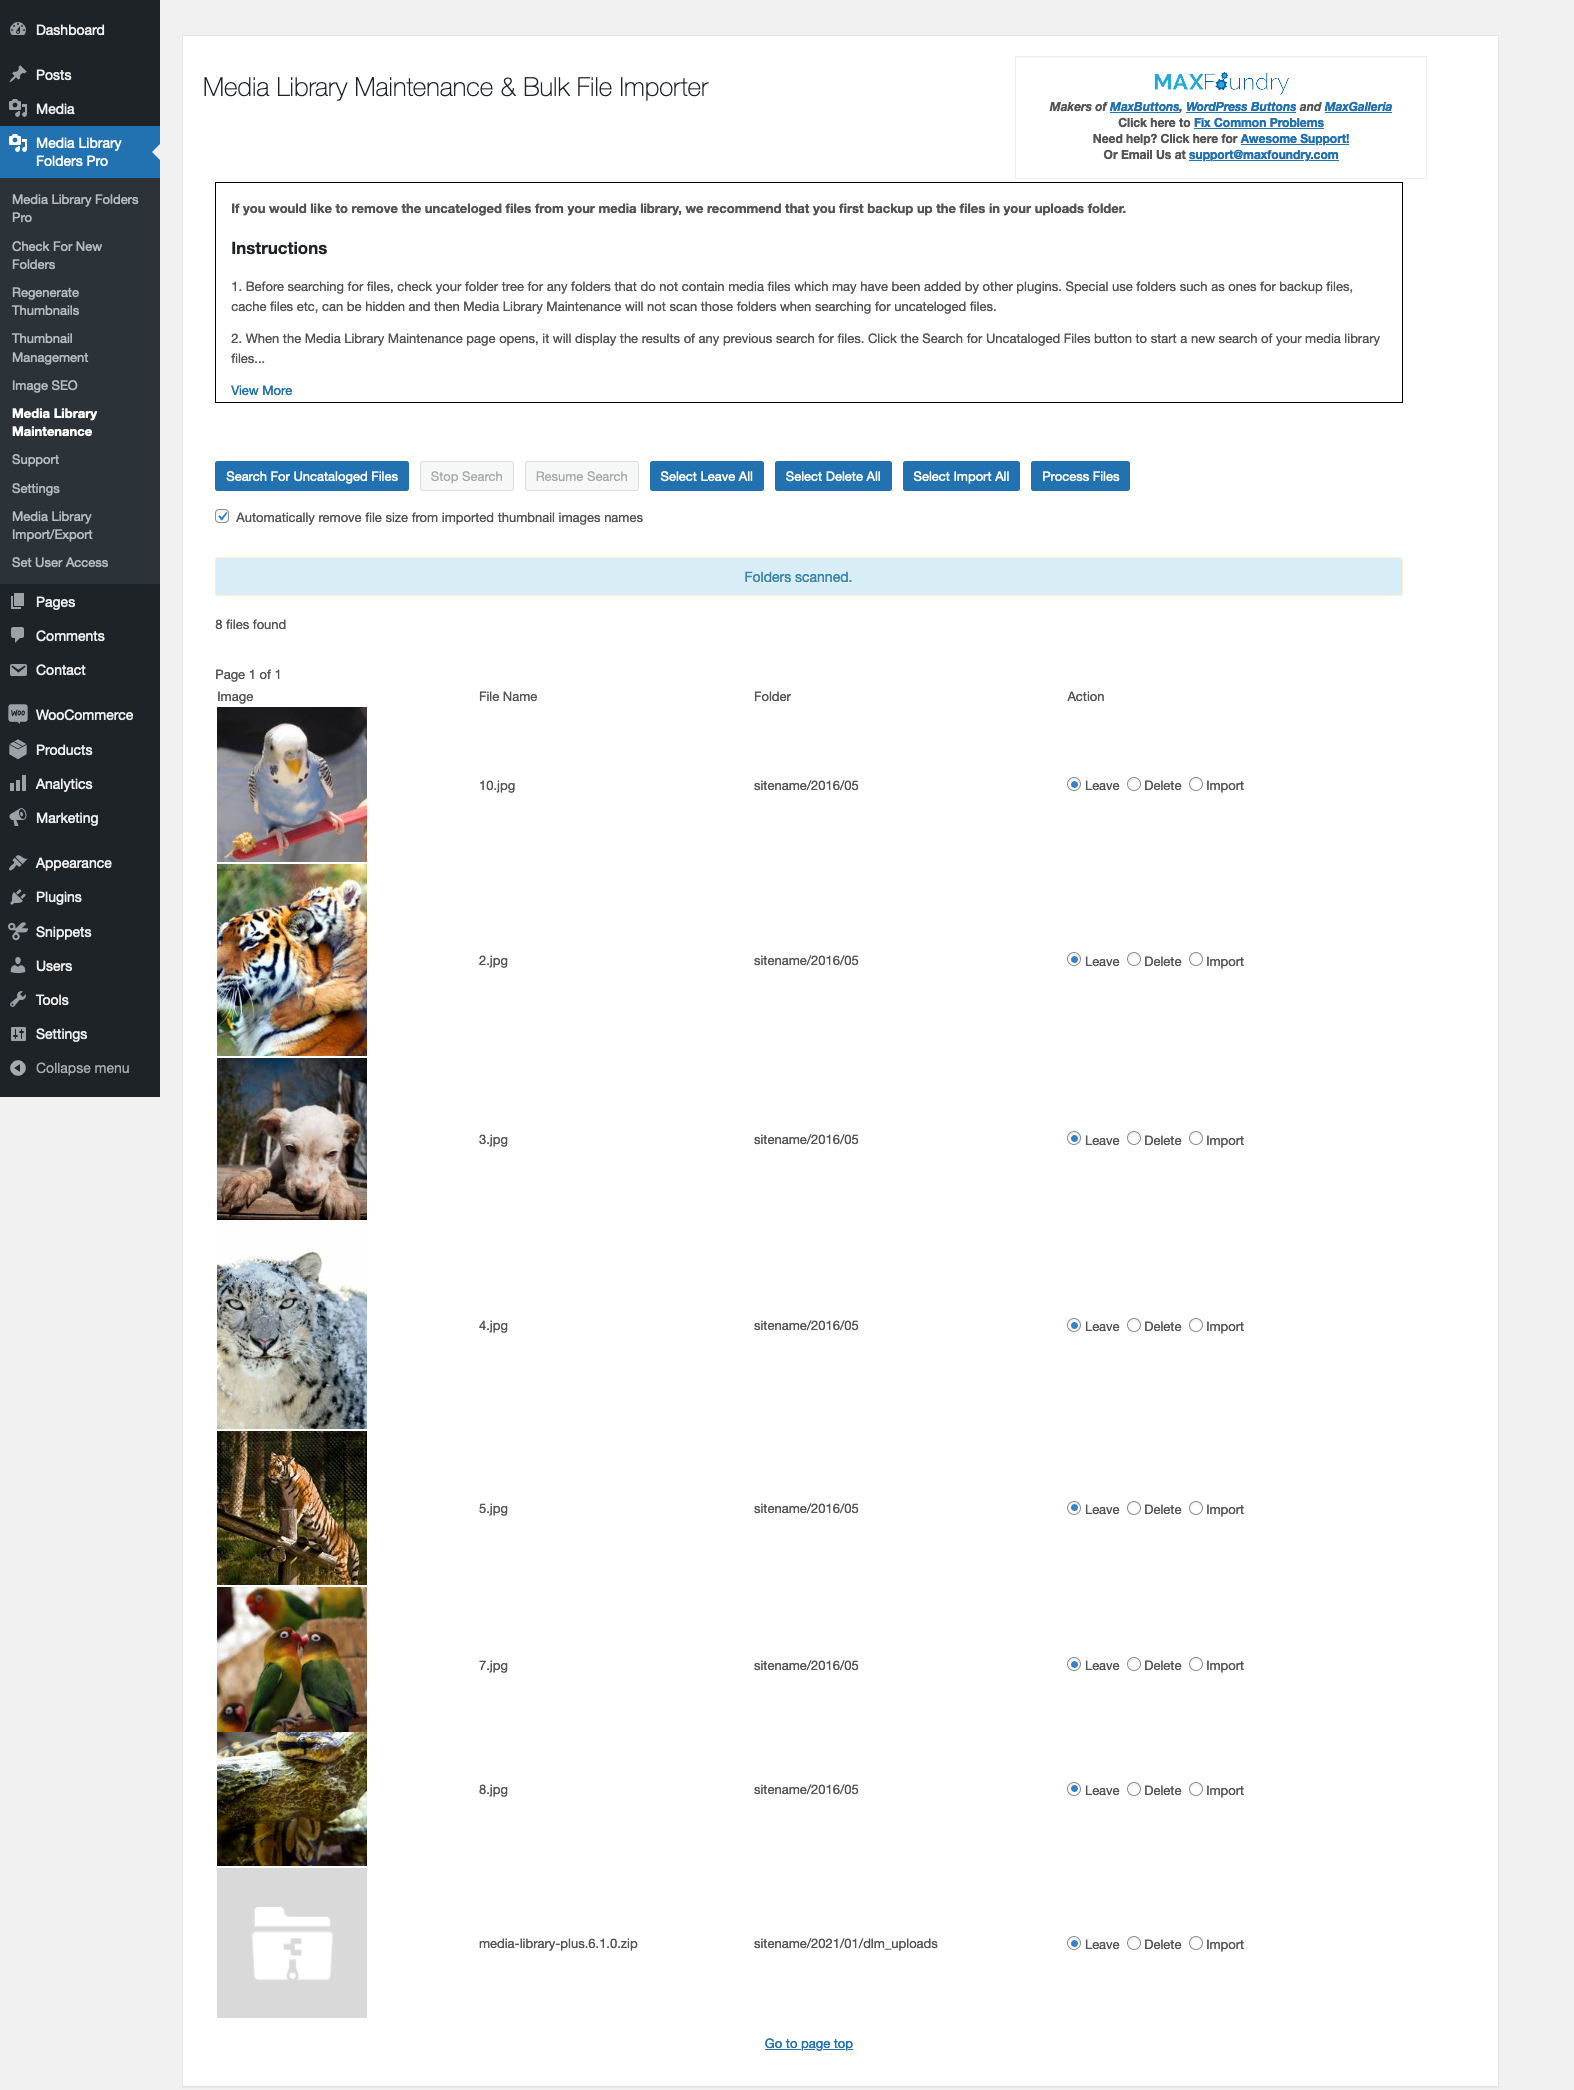 Dashboard
Posts
Media
Media Library
Folders Pro
Media Library Folders
Pro
Check For New
Folders
Regenerate
Thumbnails
Thumbnail
Management
Image SEO
Media Library
Maintenance
Support
Settings
Media Library
Import/Export
Set User Access
Pages
Comments
Contact
WooCommerce
Products
Analytics
Marketing
Appearance
Plugins
Snippets
Users
Tools
Settings
Collapse menu
Media Library Maintenance & Bulk File Importer
MAXFoundry
Makers of MaxButtons, WordPress Buttons and MaxGalleria
Click here to Fix Common Problems
Need help? Click here for Awesome Support!
Or Email Us at support@maxfoundry.com
If you would like to remove the uncateloged files from your media library, we recommend that you first backup up the files in your uploads folder.
Instructions
1. Before searching for files, check your folder tree for any folders that do not contain media files which may have been added by other plugins. Special use folders such as ones for backup files,
cache files etc, can be hidden and then Media Library Maintenance will not scan those folders when searching for uncateloged files.
2. When the Media Library Maintenance page opens, it will display the results of any previous search for files. Click the Search for Uncataloged Files button to start a new search of your media library
files...
View More
Search For Uncataloged Files Stop Search Resume Search Select Leave All Select Delete All Select Import All Process Files
Automatically remove file size from imported thumbnail images names
Folders scanned.
8 files found
Page 1 of 1
Image File Name Folder Action
10.jpg sitename/2016/05 Leave Delete Import
2.jpg sitename/2016/05 Leave Delete Import
3.jpg sitename/2016/05 Leave Delete Import
4.jpg sitename/2016/05 Leave Delete Import
5.jpg sitename/2016/05 Leave Delete Import
7.jpg sitename/2016/05 Leave Delete Import
8.jpg sitename/2016/05 Leave Delete Import
media-library-plus.6.1.0.zip sitename/2021/01/dlm_uploads Leave Delete Import
Go to page top